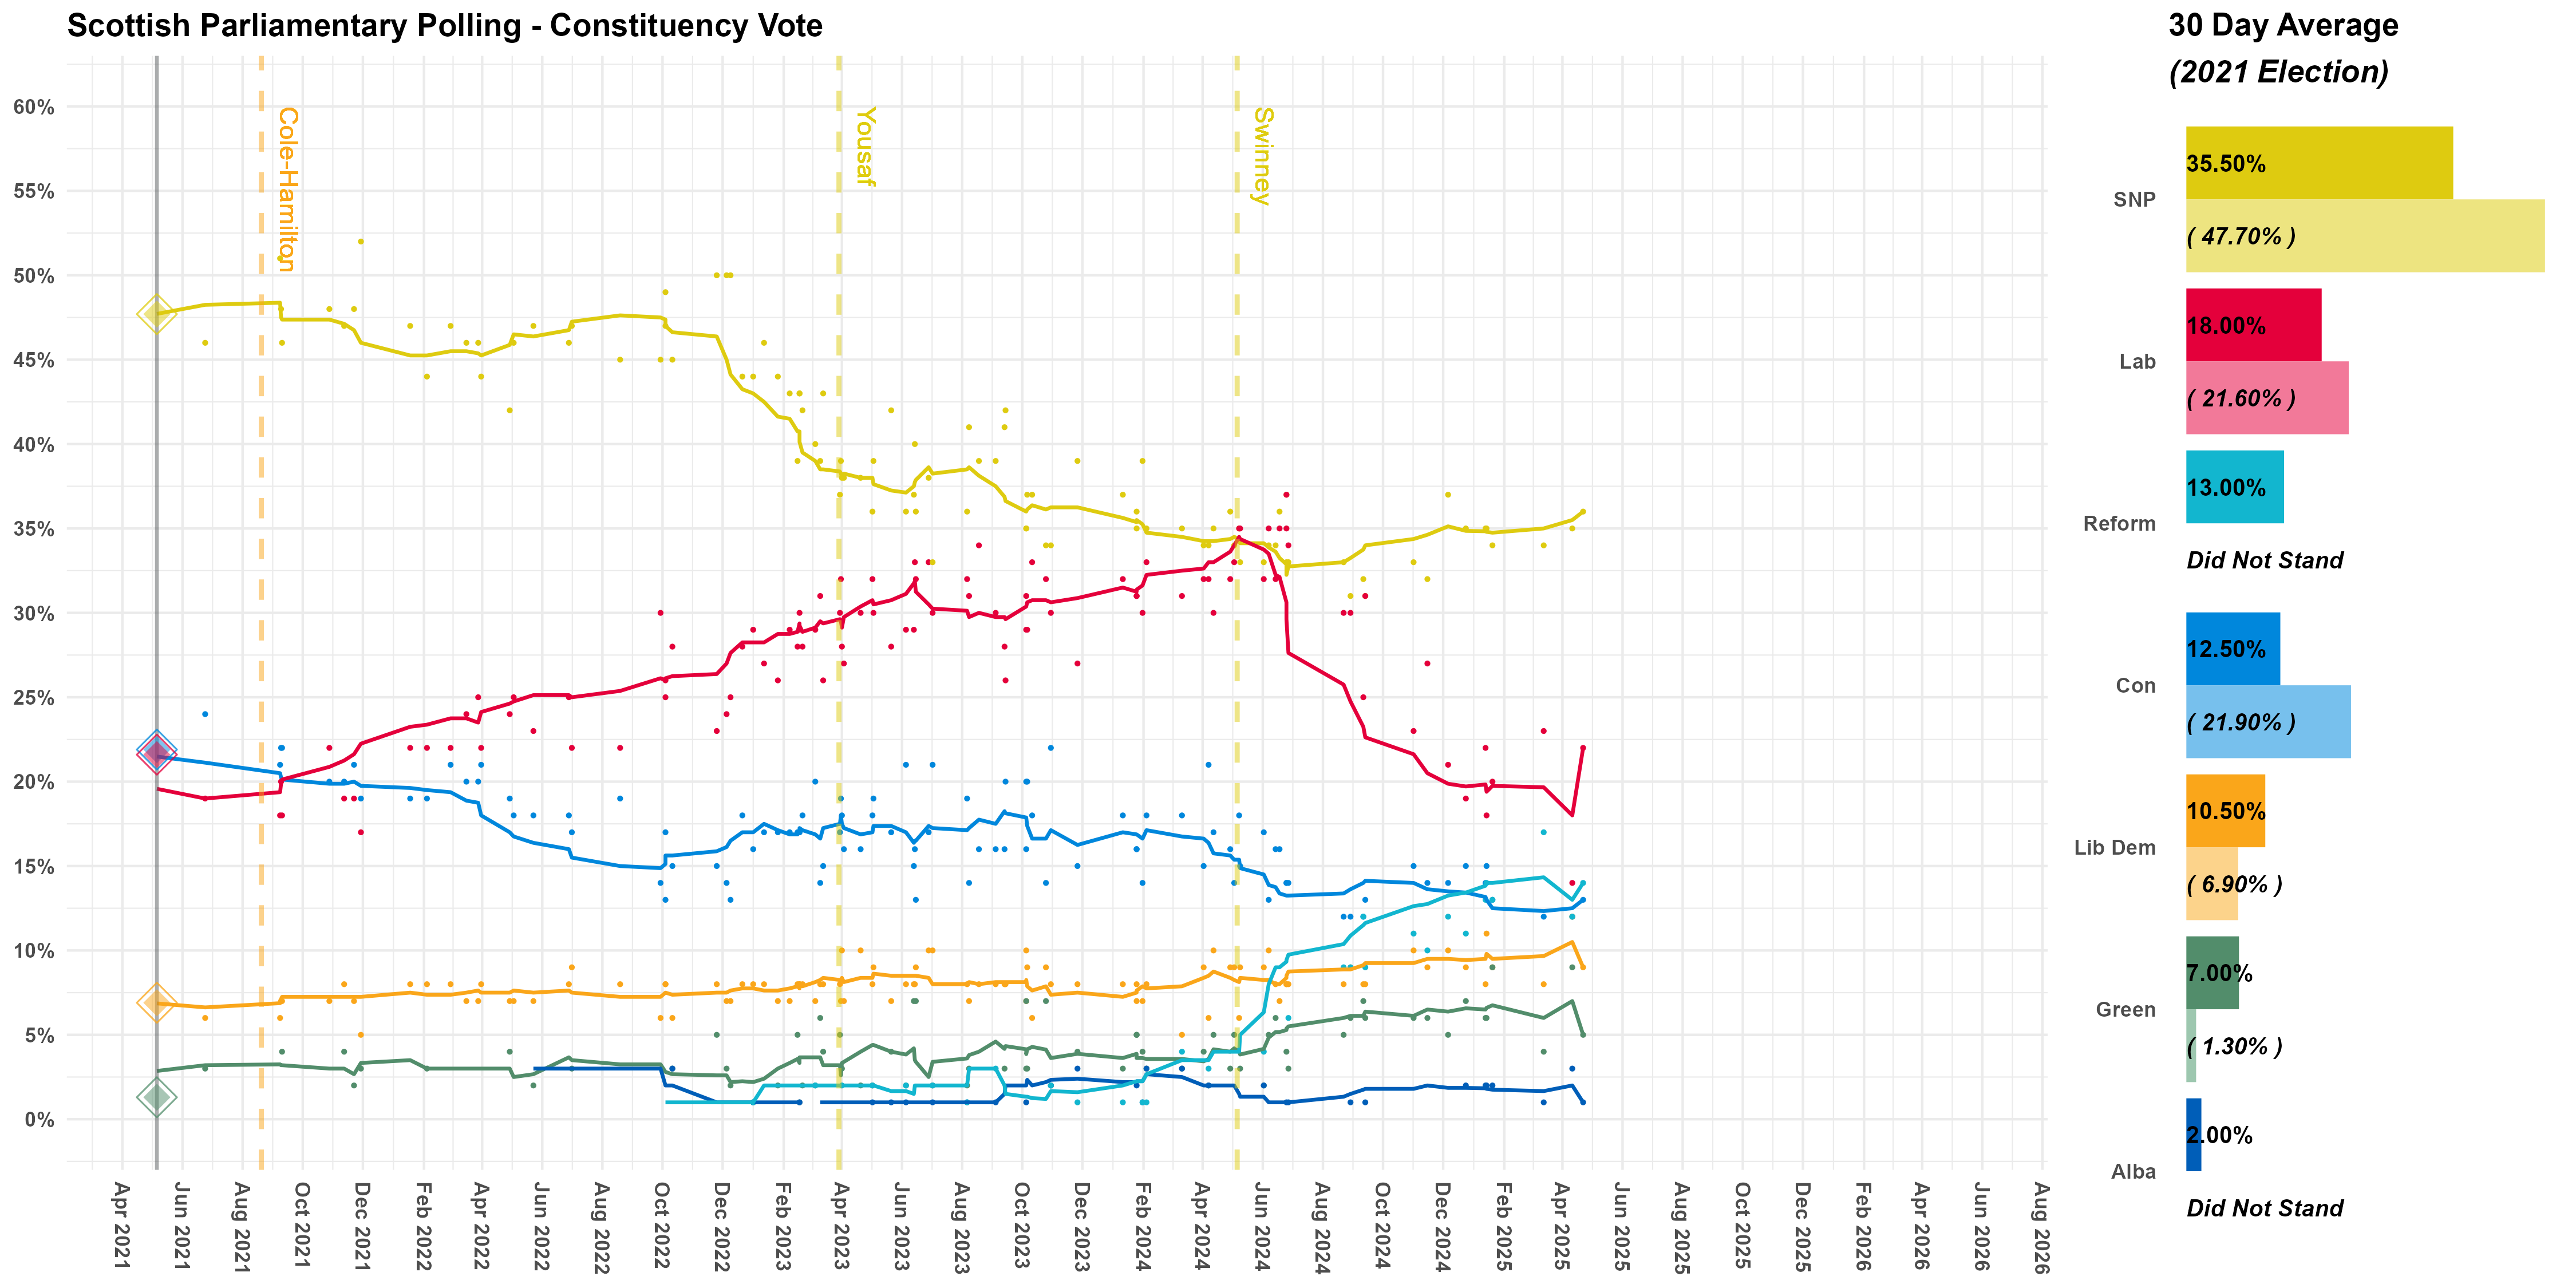 Scottish Parliamentary Polling - Constituency Vote
30 Day Average
(2021 Election)
60%
55%
50%
45%
40%
35%
30%
25%
20%
15%
10%
5%
0%
Cole-Hamilton
Yousaf
Swinney
Apr 2021
Jun 2021
Aug 2021
Oct 2021
Dec 2021
Feb 2022
Apr 2022
Jun 2022
Aug 2022
Oct 2022
Dec 2022
Feb 2023
Apr 2023
Jun 2023
Aug 2023
Oct 2023
Dec 2023
Feb 2024
Apr 2024
Jun 2024
Aug 2024
Oct 2024
Dec 2024
Feb 2025
Apr 2025
Jun 2025
Aug 2025
Oct 2025
Dec 2025
Feb 2026
Apr 2026
Jun 2026
Aug 2026
SNP
35.50%
( 47.70% )
Lab
18.00%
( 21.60% )
Reform
13.00%
Did Not Stand
Con
12.50%
( 21.90% )
Lib Dem
10.50%
( 6.90% )
Green
7.00%
( 1.30% )
Alba
2.00%
Did Not Stand